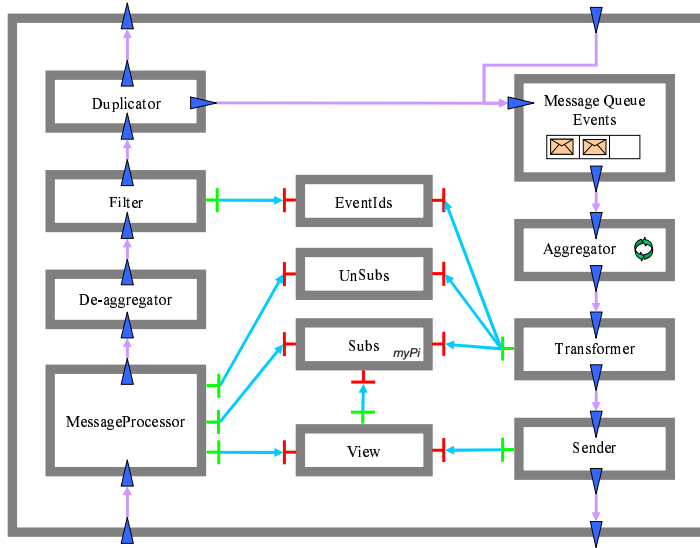 Duplicator
Message Queue
Events
Filter
EventIds
Aggregator
UnSubs
De-aggregator
Subs
myPi
Transformer
MessageProcessor
View
Sender